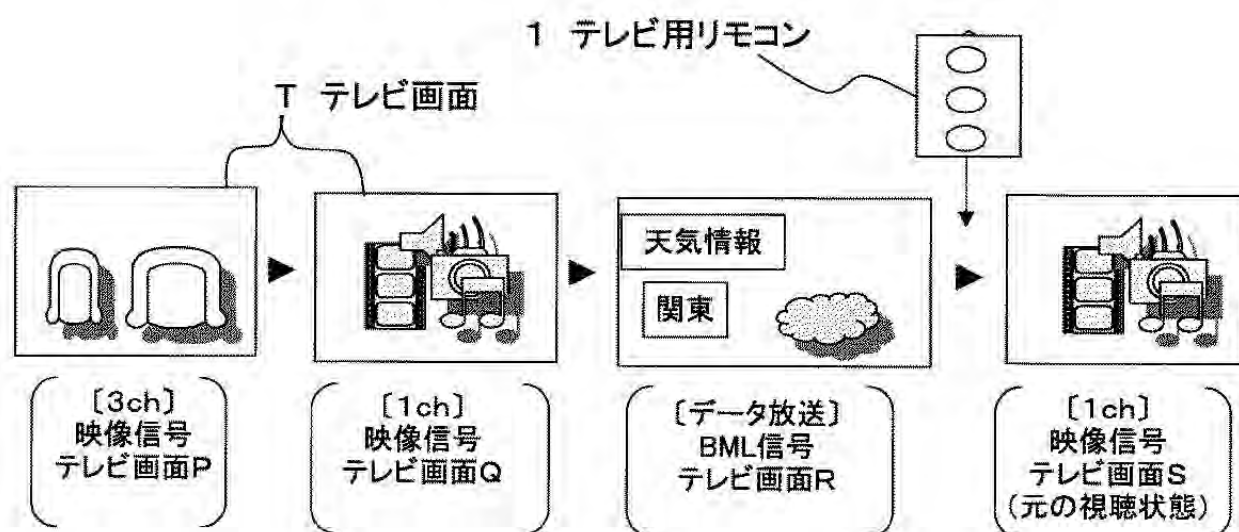 1 テレビ用リモコン
T テレビ画面
天気情報
関東
〔3ch〕
映像信号
テレビ画面P
〔1ch〕
映像信号
テレビ画面Q
〔データ放送〕
BML信号
テレビ画面R
〔1ch〕
映像信号
テレビ画面S
(元の視聴状態)